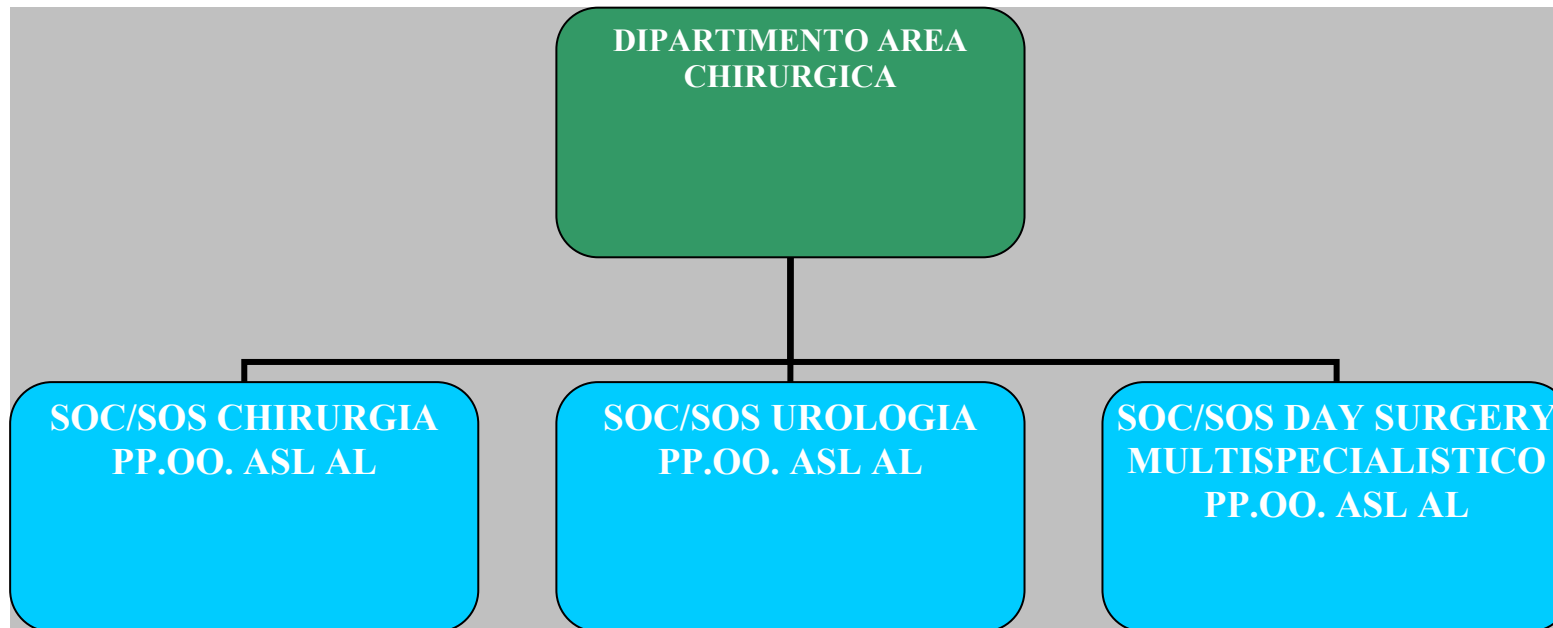 DIPARTIMENTO AREA
CHIRURGICA
SOC/SOS CHIRURGIA
PP.OO. ASL AL
SOC/SOS UROLOGIA
PP.OO. ASL AL
SOC/SOS DAY SURGERY
MULTISPECIALISTICO
PP.OO. ASL AL